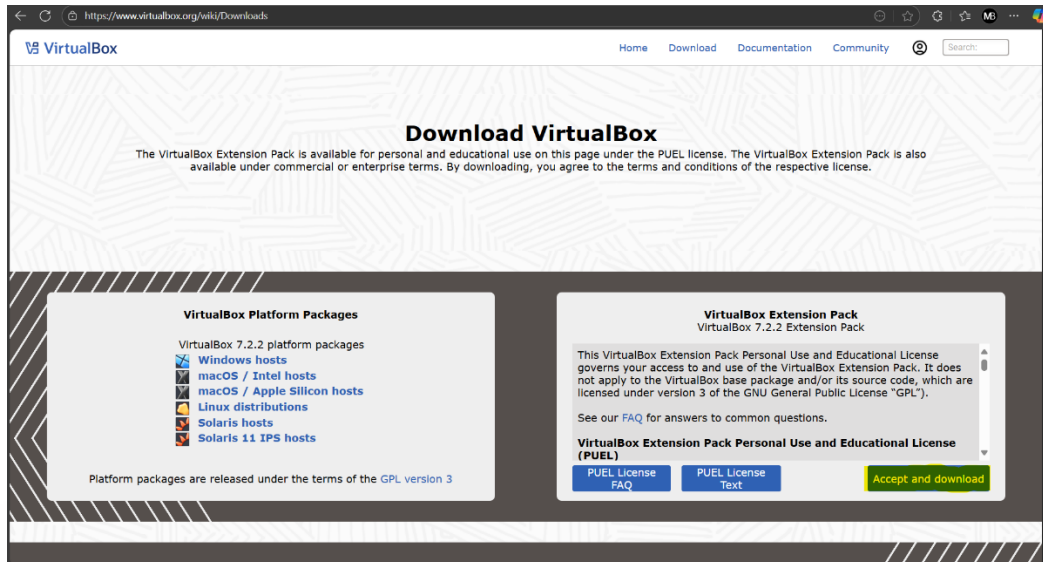 https://www.virtualbox.org/wiki/Downloads
MB
VirtualBox
Home Download Documentation Community Search:
Download VirtualBox
The VirtualBox Extension Pack is available for personal and educational use on this page under the PUEL license. The VirtualBox Extension Pack is also
available under commercial or enterprise terms. By downloading, you agree to the terms and conditions of the respective license.
VirtualBox Platform Packages
VirtualBox 7.2.2 platform packages
Windows hosts
macOS / Intel hosts
macOS / Apple Silicon hosts
Linux distributions
Solaris hosts
Solaris 11 IPS hosts
Platform packages are released under the terms of the GPL version 3
VirtualBox Extension Pack
VirtualBox 7.2.2 Extension Pack
This VirtualBox Extension Pack Personal Use and Educational License
governs your access to and use of the VirtualBox Extension Pack. It does
not apply to the VirtualBox base package and/or its source code, which are
licensed under version 3 of the GNU General Public License “GPL”).
See our FAQ for answers to common questions.
VirtualBox Extension Pack Personal Use and Educational License
(PUEL)
PUEL License
FAQ
PUEL License
Text
Accept and download